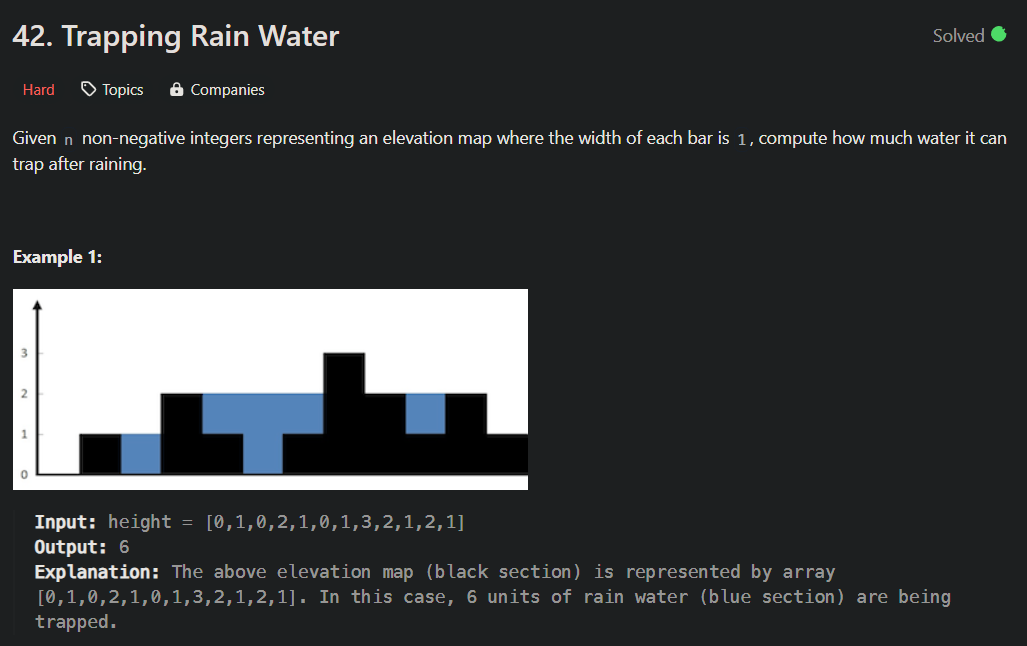 42. Trapping Rain Water
Solved
Hard Topics Companies
Given n non-negative integers representing an elevation map where the width of each bar is 1, compute how much water it can
trap after raining.
Example 1:
3
2
1
0
Input: height = [0,1,0,2,1,0,1,3,2,1,2,1]
Output: 6
Explanation: The above elevation map (black section) is represented by array
[0,1,0,2,1,0,1,3,2,1,2,1]. In this case, 6 units of rain water (blue section) are being
trapped.